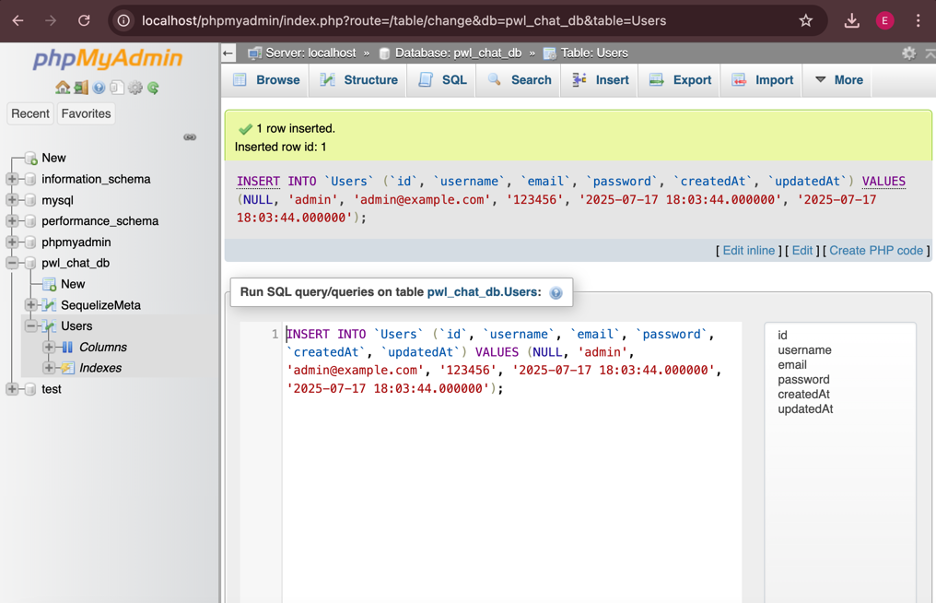 localhost/phpmyadmin/index.php?route=/table/change&db=pwl_chat_db&table=Users
E
phpMyAdmin
Recent
Favorites
New
information_schema
mysql
performance_schema
phpmyadmin
pwl_chat_db
New
SequelizeMeta
Users
Columns
Indexes
test
Server: localhost » Database: pwl_chat_db » Table: Users
Browse Structure SQL Search Insert Export Import More
1 row inserted.
Inserted row id: 1
INSERT INTO `Users` (`id`, `username`, `email`, `password`, `createdAt`, `updatedAt`) VALUES
(NULL, 'admin', 'admin@example.com', '123456', '2025-07-17 18:03:44.000000', '2025-07-17
18:03:44.000000');
[ Edit inline ] [ Edit ] [ Create PHP code ]
Run SQL query/queries on table pwl_chat_db.Users:
1 INSERT INTO `Users` (`id`, `username`, `email`, `password`,
`createdAt`, `updatedAt`) VALUES (NULL, 'admin',
'admin@example.com', '123456', '2025-07-17 18:03:44.000000',
'2025-07-17 18:03:44.000000');
id
username
email
password
createdAt
updatedAt